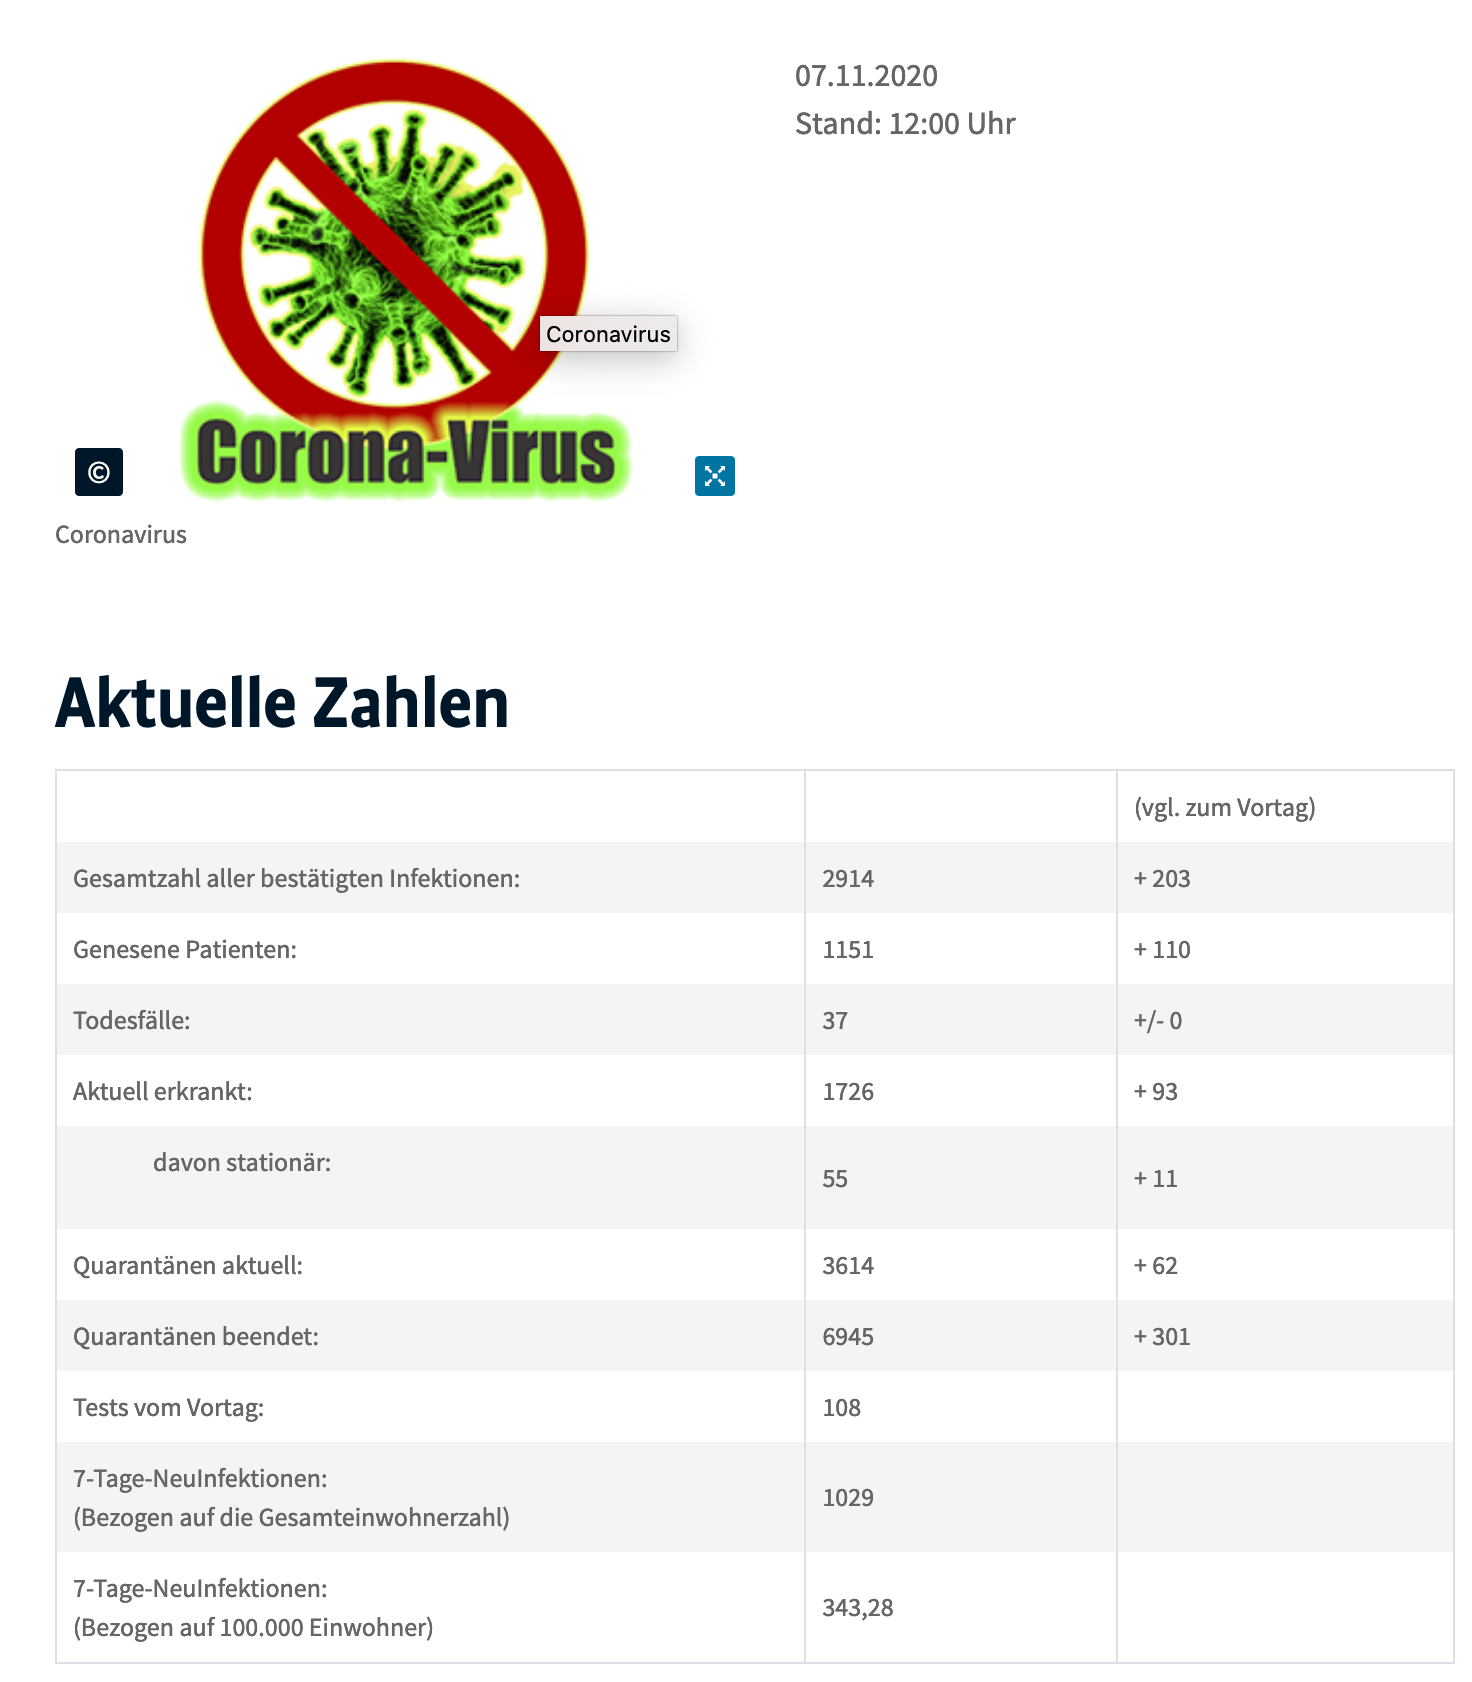 07.11.2020
Stand: 12:00 Uhr
Coronavirus
Corona-Virus
©
Coronavirus
Aktuelle Zahlen
(vgl. zum Vortag)
Gesamtzahl aller bestätigten Infektionen: 2914 + 203
Genesene Patienten: 1151 + 110
Todesfälle: 37 +/- 0
Aktuell erkrankt: 1726 + 93
davon stationär: 55 + 11
Quarantänen aktuell: 3614 + 62
Quarantänen beendet: 6945 + 301
Tests vom Vortag: 108
7-Tage-NeuInfektionen:
(Bezogen auf die Gesamteinwohnerzahl) 1029
7-Tage-NeuInfektionen:
(Bezogen auf 100.000 Einwohner) 343,28